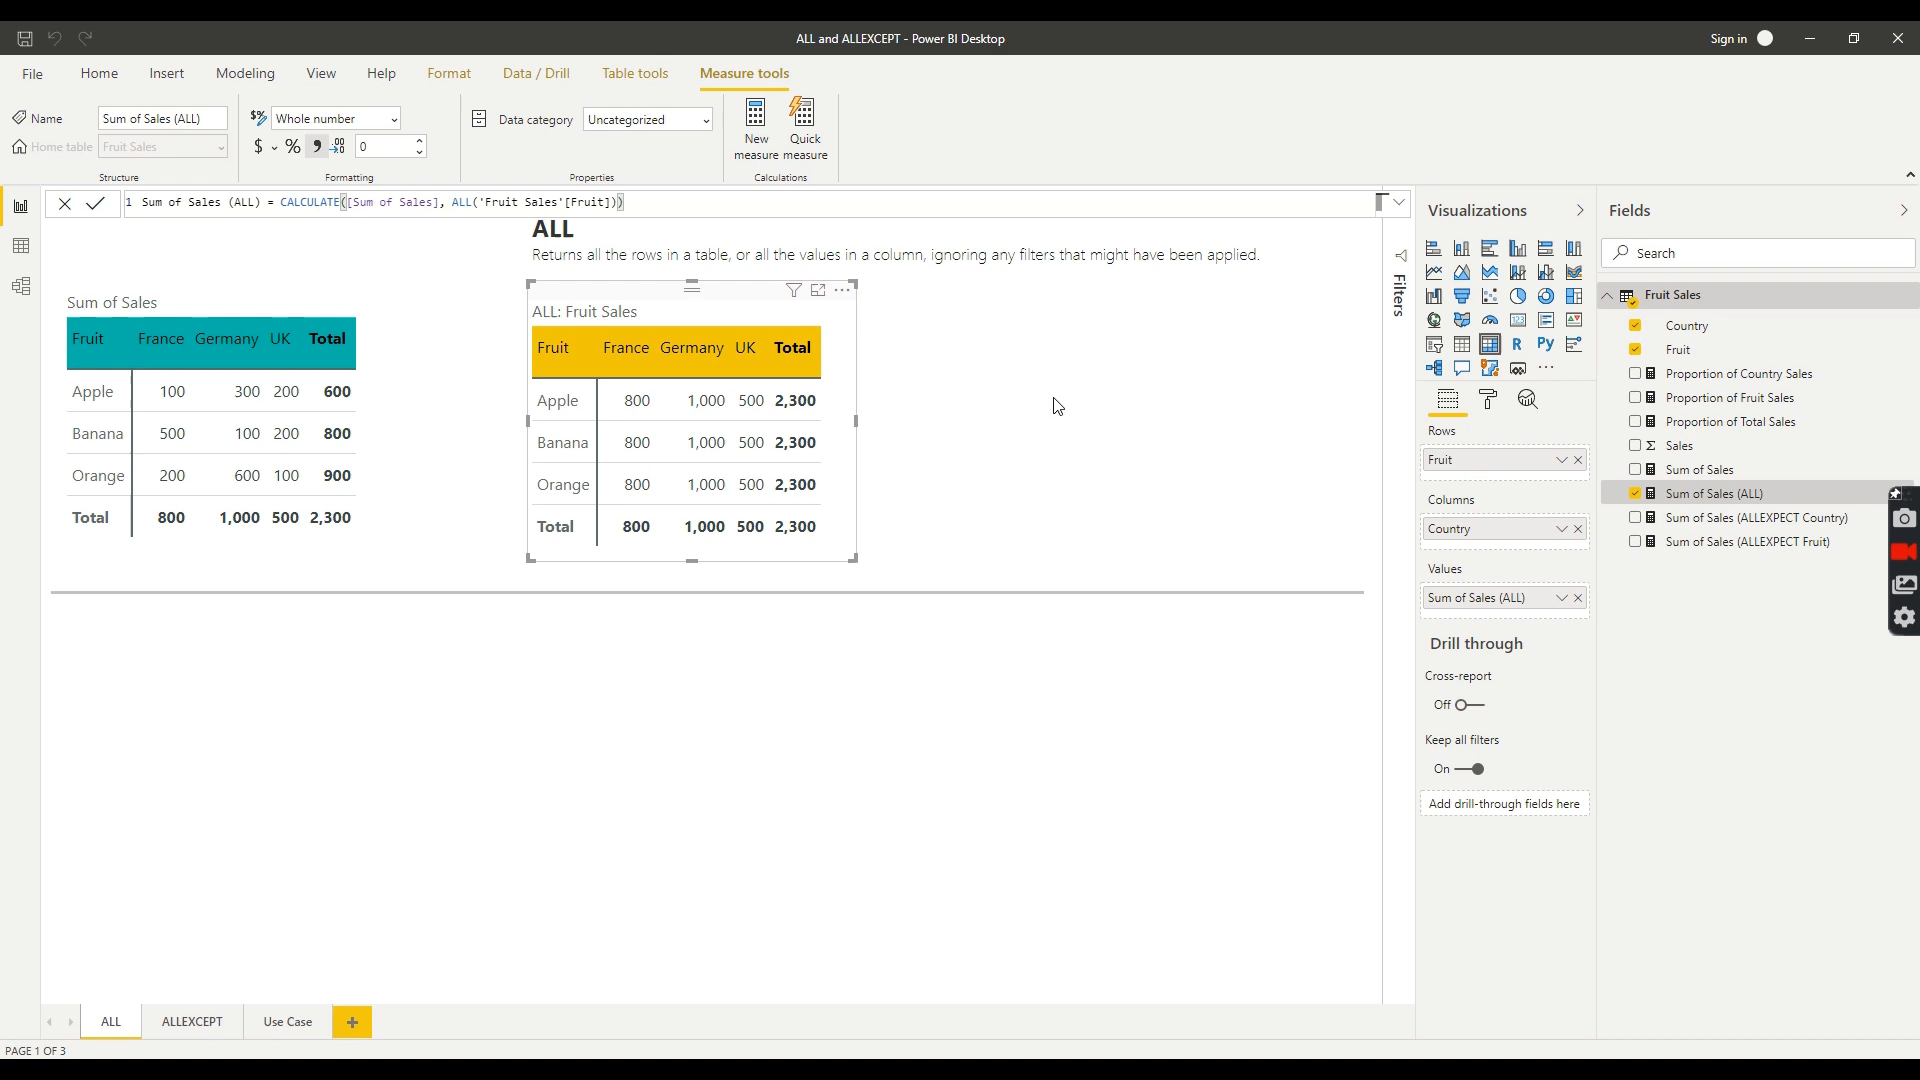 ALL and ALLEXCEPT - Power BI Desktop
Sign in
File Home Insert Modeling View Help Format Data / Drill Table tools Measure tools
Name Sum of Sales (ALL)
Home table Fruit Sales
Structure
$% Whole number
$ % 0
Formatting
Data category Uncategorized
Properties
New measure
Quick measure
Calculations
1 Sum of Sales (ALL) = CALCULATE([Sum of Sales], ALL('Fruit Sales'[Fruit]))
ALL
Returns all the rows in a table, or all the values in a column, ignoring any filters that might have been applied.
Sum of Sales
Fruit France Germany UK Total
Apple 100 300 200 600
Banana 500 100 200 800
Orange 200 600 100 900
Total 800 1,000 500 2,300
ALL: Fruit Sales
Fruit France Germany UK Total
Apple 800 1,000 500 2,300
Banana 800 1,000 500 2,300
Orange 800 1,000 500 2,300
Total 800 1,000 500 2,300
Filters
Visualizations
123
R Py
Rows
Fruit
Columns
Country
Values
Sum of Sales (ALL)
Drill through
Cross-report
Off
Keep all filters
On
Add drill-through fields here
Fields
Search
Fruit Sales
Country
Fruit
Proportion of Country Sales
Proportion of Fruit Sales
Proportion of Total Sales
Σ Sales
Sum of Sales
Sum of Sales (ALL)
Sum of Sales (ALLEXPECT Country)
Sum of Sales (ALLEXPECT Fruit)
ALL ALLEXCEPT Use Case +
PAGE 1 OF 3